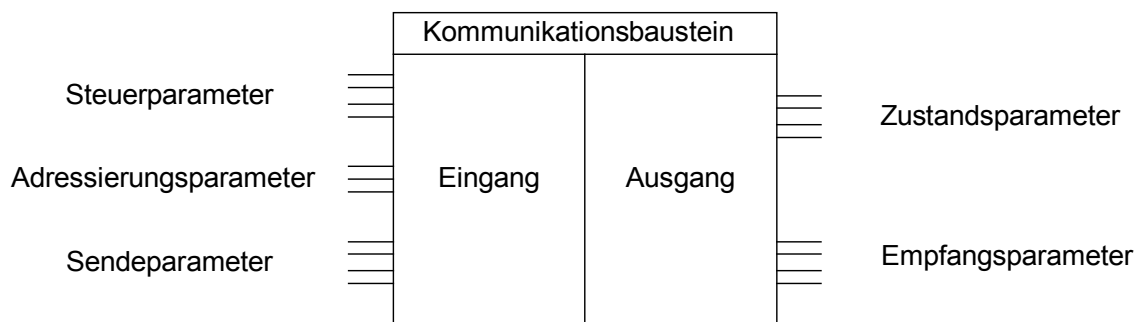 Kommunikationsbaustein
Steuerparameter
Zustandsparameter
Adressierungsparameter
Eingang
Ausgang
Sendeparameter
Empfangsparameter